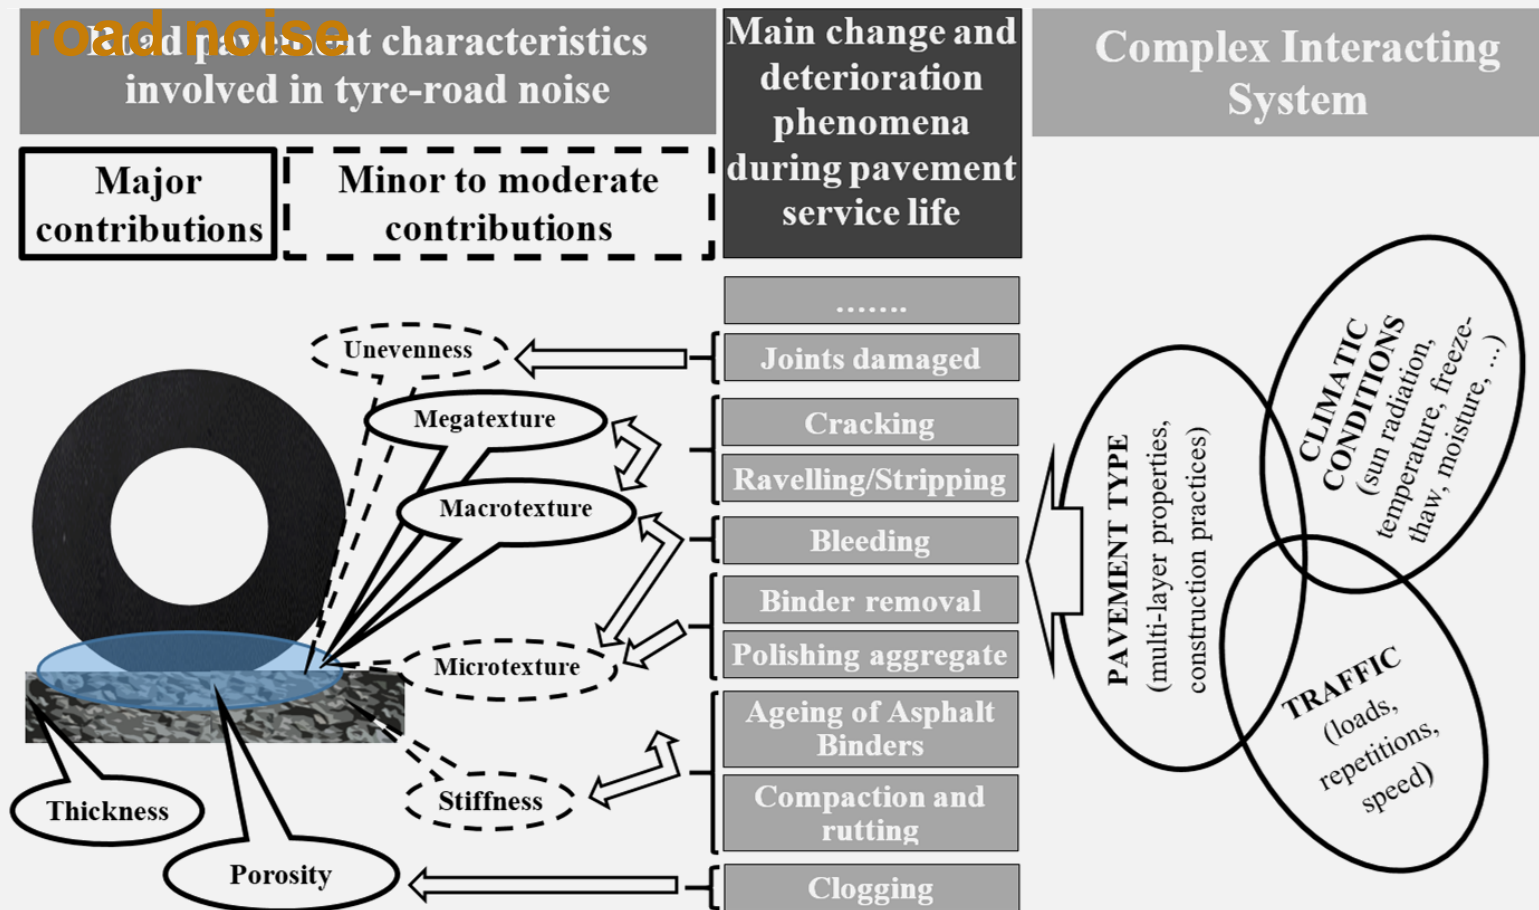 road noise
Road pavement characteristics
involved in tyre-road noise
Main change and
deterioration
phenomena
during pavement
service life
Complex Interacting
System
Major
contributions
Minor to moderate
contributions
.......
Unevenness
Joints damaged
Megatexture
Cracking
Ravelling/Stripping
Macrotexture
Bleeding
Binder removal
Microtexture
Polishing aggregate
Ageing of Asphalt
Binders
Stiffness
Compaction and
rutting
Thickness
Porosity
Clogging
PAVEMENT TYPE
(multi-layer properties,
construction practices)
CLIMATIC
CONDITIONS
(sun radiation,
temperature, freeze-
thaw, moisture, ...)
TRAFFIC
(loads,
repetitions,
speed)